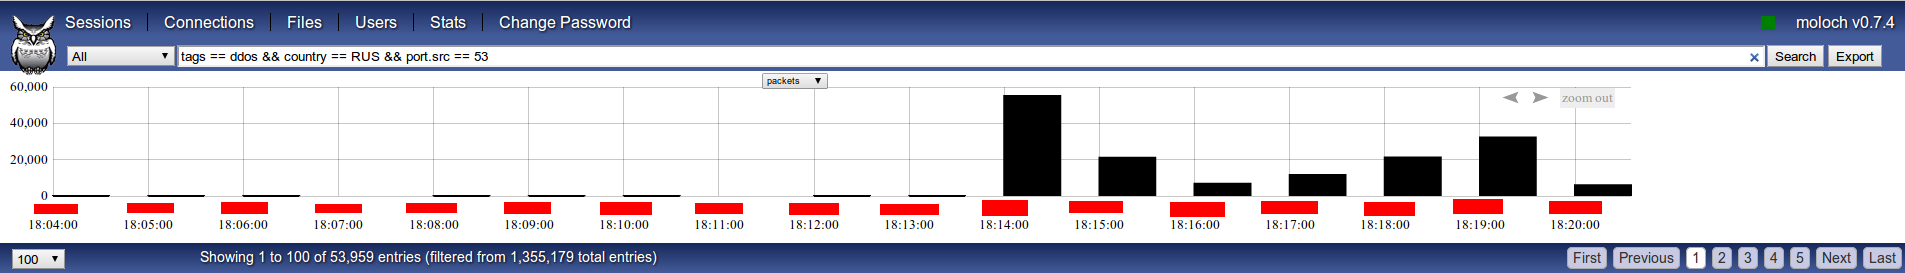 Sessions Connections Files Users Stats Change Password moloch v0.7.4
All tags == ddos && country == RUS && port.src == 53 × Search Export
packets
60,000 zoom out
40,000
20,000
0
18:04:00 18:05:00 18:06:00 18:07:00 18:08:00 18:09:00 18:10:00 18:11:00 18:12:00 18:13:00 18:14:00 18:15:00 18:16:00 18:17:00 18:18:00 18:19:00 18:20:00
100 Showing 1 to 100 of 53,959 entries (filtered from 1,355,179 total entries) First Previous 1 2 3 4 5 Next Last